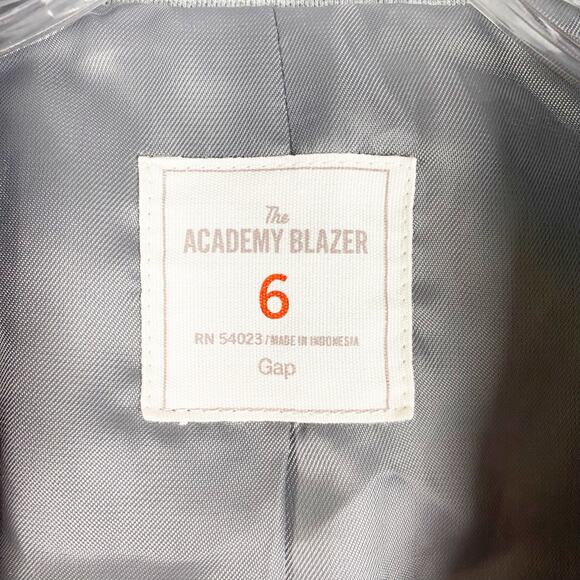 The
ACADEMY BLAZER
6
RN 54023 / MADE IN INDONESIA
Gap